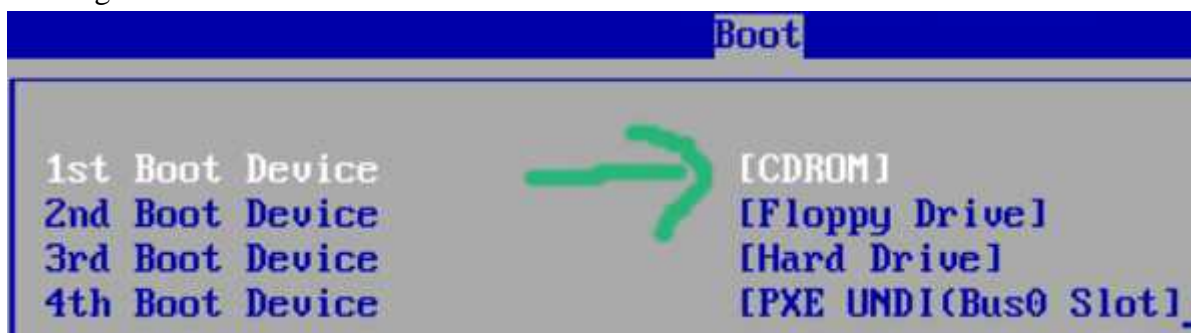 Boot
1st Boot Device [CDROM]
2nd Boot Device [Floppy Drive]
3rd Boot Device [Hard Drive]
4th Boot Device [PXE UNDI(Bus0 Slot]